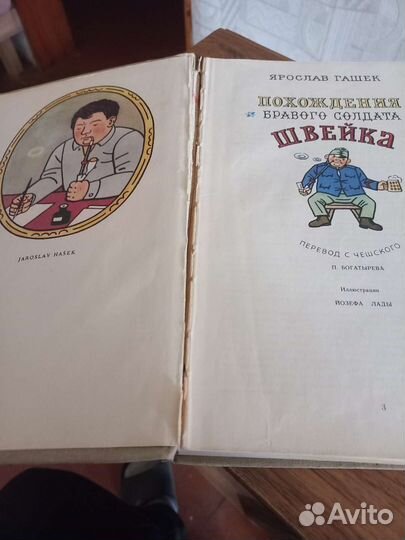 JAROSLAV HAŠEK
ЯРОСЛАВ ГАШЕК
ПОХОЖДЕНИЯ
БРАВОГО СОЛДАТА
ШВЕЙКА
ПЕРЕВОД С ЧЕШСКОГО
П. БОГАТЫРЕВА
Иллюстрации
ЙОЗЕФА ЛАДЫ
3
Avito